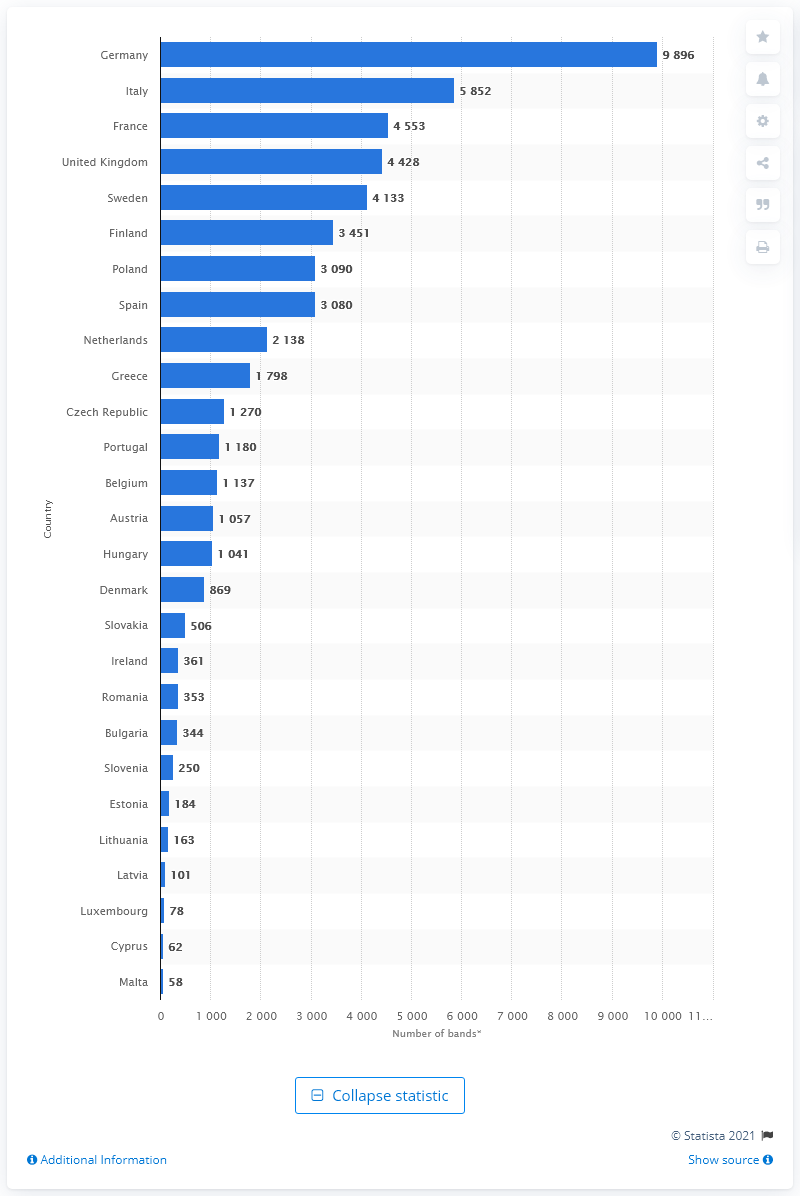 Germany 9 896
Italy 5 852
France 4 553
United Kingdom 4 428
Sweden 4 133
Finland 3 451
Poland 3 090
Spain 3 080
Netherlands 2 138
Greece 1 798
Czech Republic 1 270
Portugal 1 180
Belgium 1 137
Austria 1 057
Hungary 1 041
Denmark 869
Slovakia 506
Ireland 361
Romania 353
Bulgaria 344
Slovenia 250
Estonia 184
Lithuania 163
Latvia 101
Luxembourg 78
Cyprus 62
Malta 58
Country
0 1 000 2 000 3 000 4 000 5 000 6 000 7 000 8 000 9 000 10 000 11…
Number of bands*
Collapse statistic
© Statista 2021
Additional Information Show source